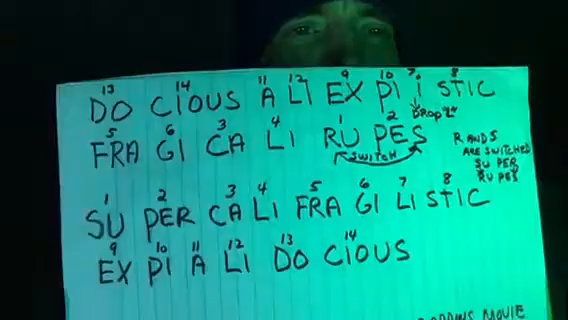 13 14 11 12 9 10 7 8
DO CIOUS A LI EX PI i STIC
DROP "L"
5 6 3 4 1 2
FRA GI CA LI RU PES
SWITCH
R AND S
ARE SWITCHED
SU PER
RU PES
1 2 3 4 5 6 7 8
SU PER CA LI FRA GI LI STIC
9 10 11 12 13 14
EX PI A LI DO CIOUS
MOVIE